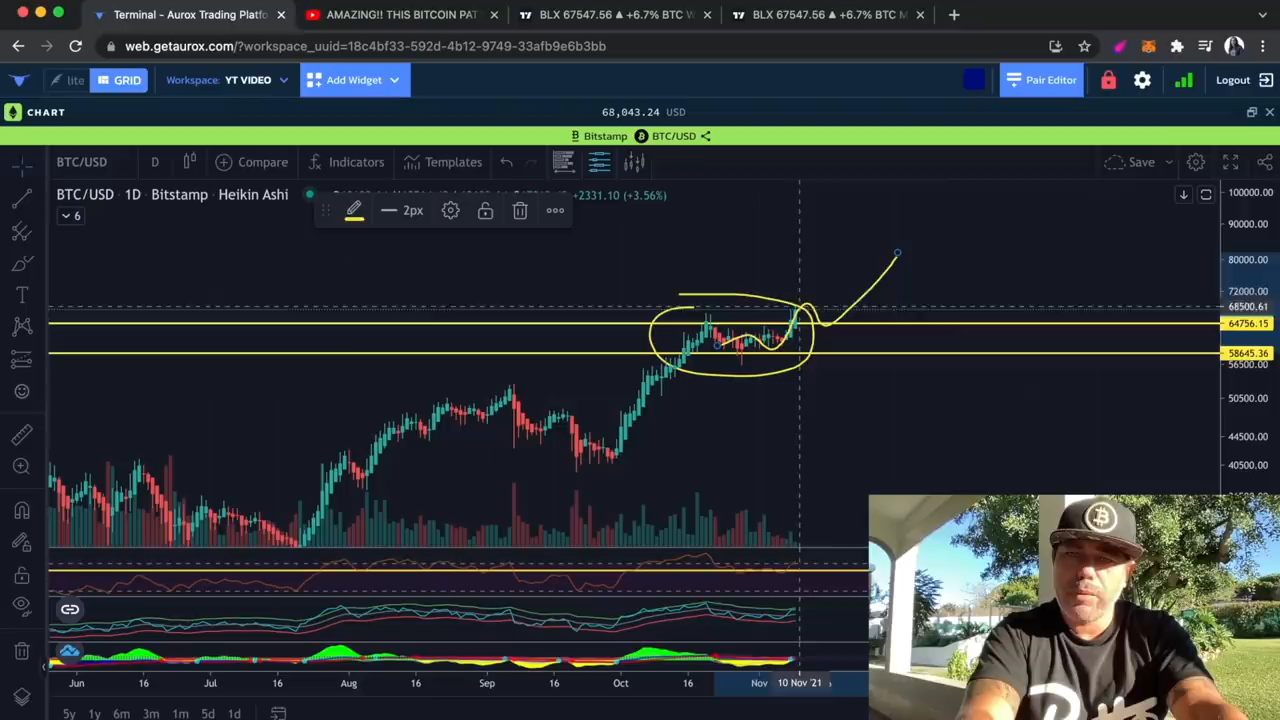 Terminal - Aurox Trading Platfo
AMAZING!! THIS BITCOIN PAT
BLX 67547.56 ▲ +6.7% BTC W
BLX 67547.56 ▲ +6.7% BTC M
web.getaurox.com/?workspace_uuid=18c4bf33-592d-4b12-9749-33afb9e6b3bb
lite
GRID
Workspace: YT VIDEO
Add Widget
Pair Editor
Logout
CHART
68,043.24 USD
Bitstamp BTC/USD
BTC/USD D Compare Indicators Templates Save
BTC/USD · 1D · Bitstamp · Heikin Ashi
+2331.10 (+3.56%)
6
2px
100000.00
90000.00
80000.00
72000.00
68500.61
64756.15
58645.36
56500.00
50500.00
44500.00
40500.00
Jun 16 Jul 16 Aug 16 Sep 16 Oct 16 Nov 10 Nov '21
5y 1y 6m 3m 1m 5d 1d